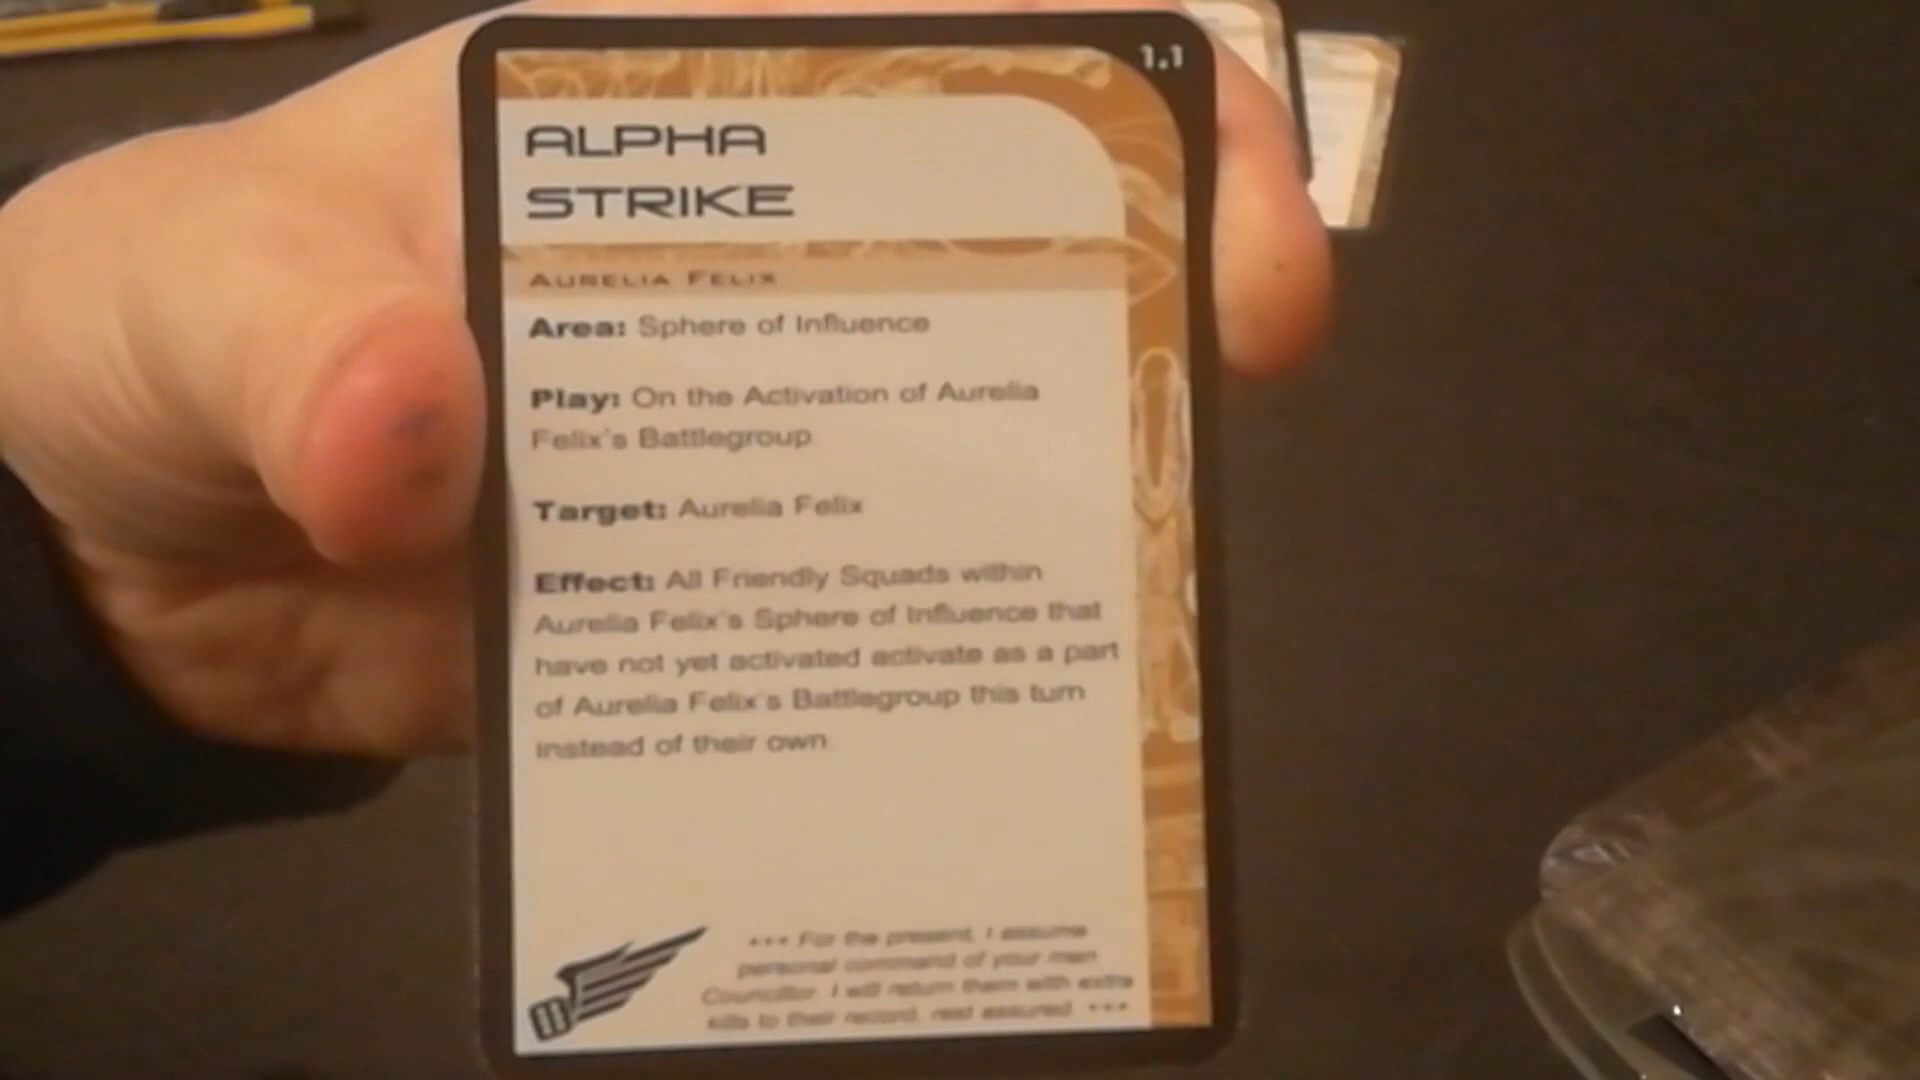 1.1
ALPHA
STRIKE
AURELIA FELIX
Area: Sphere of Influence
Play: On the Activation of Aurelia
Felix's Battlegroup.
Target: Aurelia Felix
Effect: All Friendly Squads within
Aurelia Felix's Sphere of Influence that
have not yet activated activate as a part
of Aurelia Felix's Battlegroup this turn
instead of their own.
+++ For the present, I assume
personal command of your men
Councillor. I will return them with extra
kills to their record, rest assured. +++